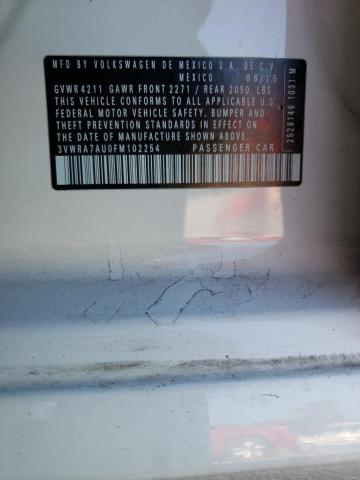 MFD BY VOLKSWAGEN DE MEXICO S.A. DE C.V.
MEXICO 06/15
GVWR 4211 GAWR FRONT 2271 / REAR 2050 LBS
THIS VEHICLE CONFORMS TO ALL APPLICABLE U.S.
FEDERAL MOTOR VEHICLE SAFETY, BUMPER AND
THEFT PREVENTION STANDARDS IN EFFECT ON
THE DATE OF MANUFACTURE SHOWN ABOVE.
3VWRA7AU0FM102254 PASSENGER CAR
2528146 1031 M